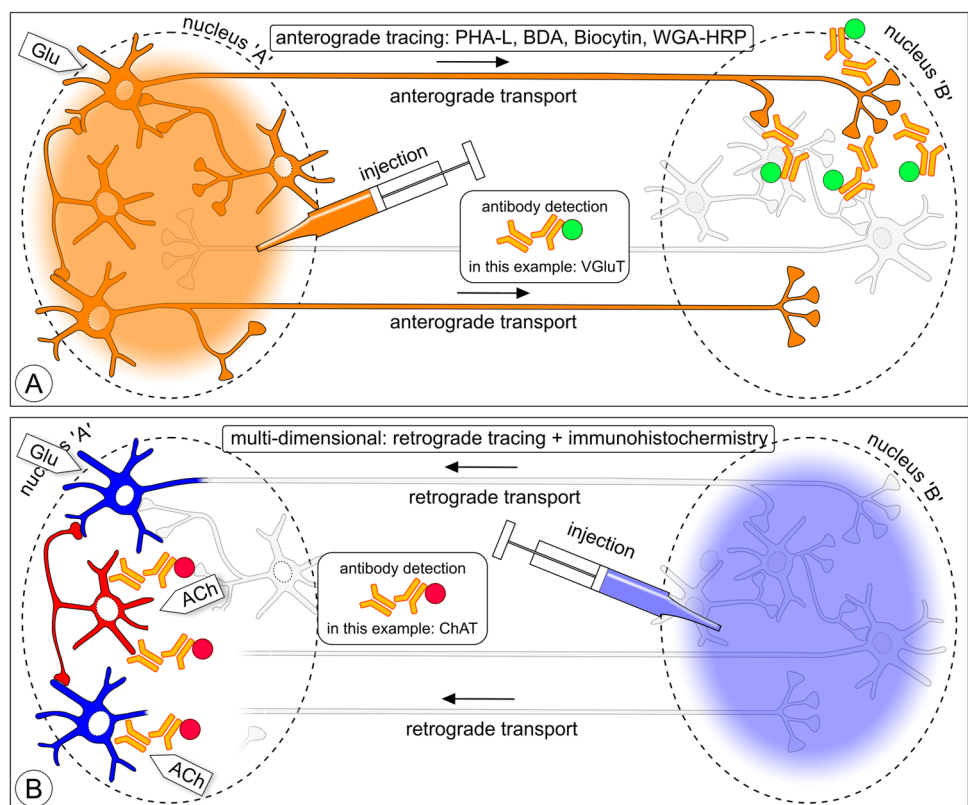 nucleus 'A'
anterograde tracing: PHA-L, BDA, Biocytin, WGA-HRP
nucleus 'B'
Glu
anterograde transport
injection
antibody detection
in this example: VGluT
anterograde transport
A
multi-dimensional: retrograde tracing + immunohistochermistry
nucleus 'A'
nucleus 'B'
Glu
retrograde transport
injection
antibody detection
in this example: ChAT
ACh
retrograde transport
ACh
B